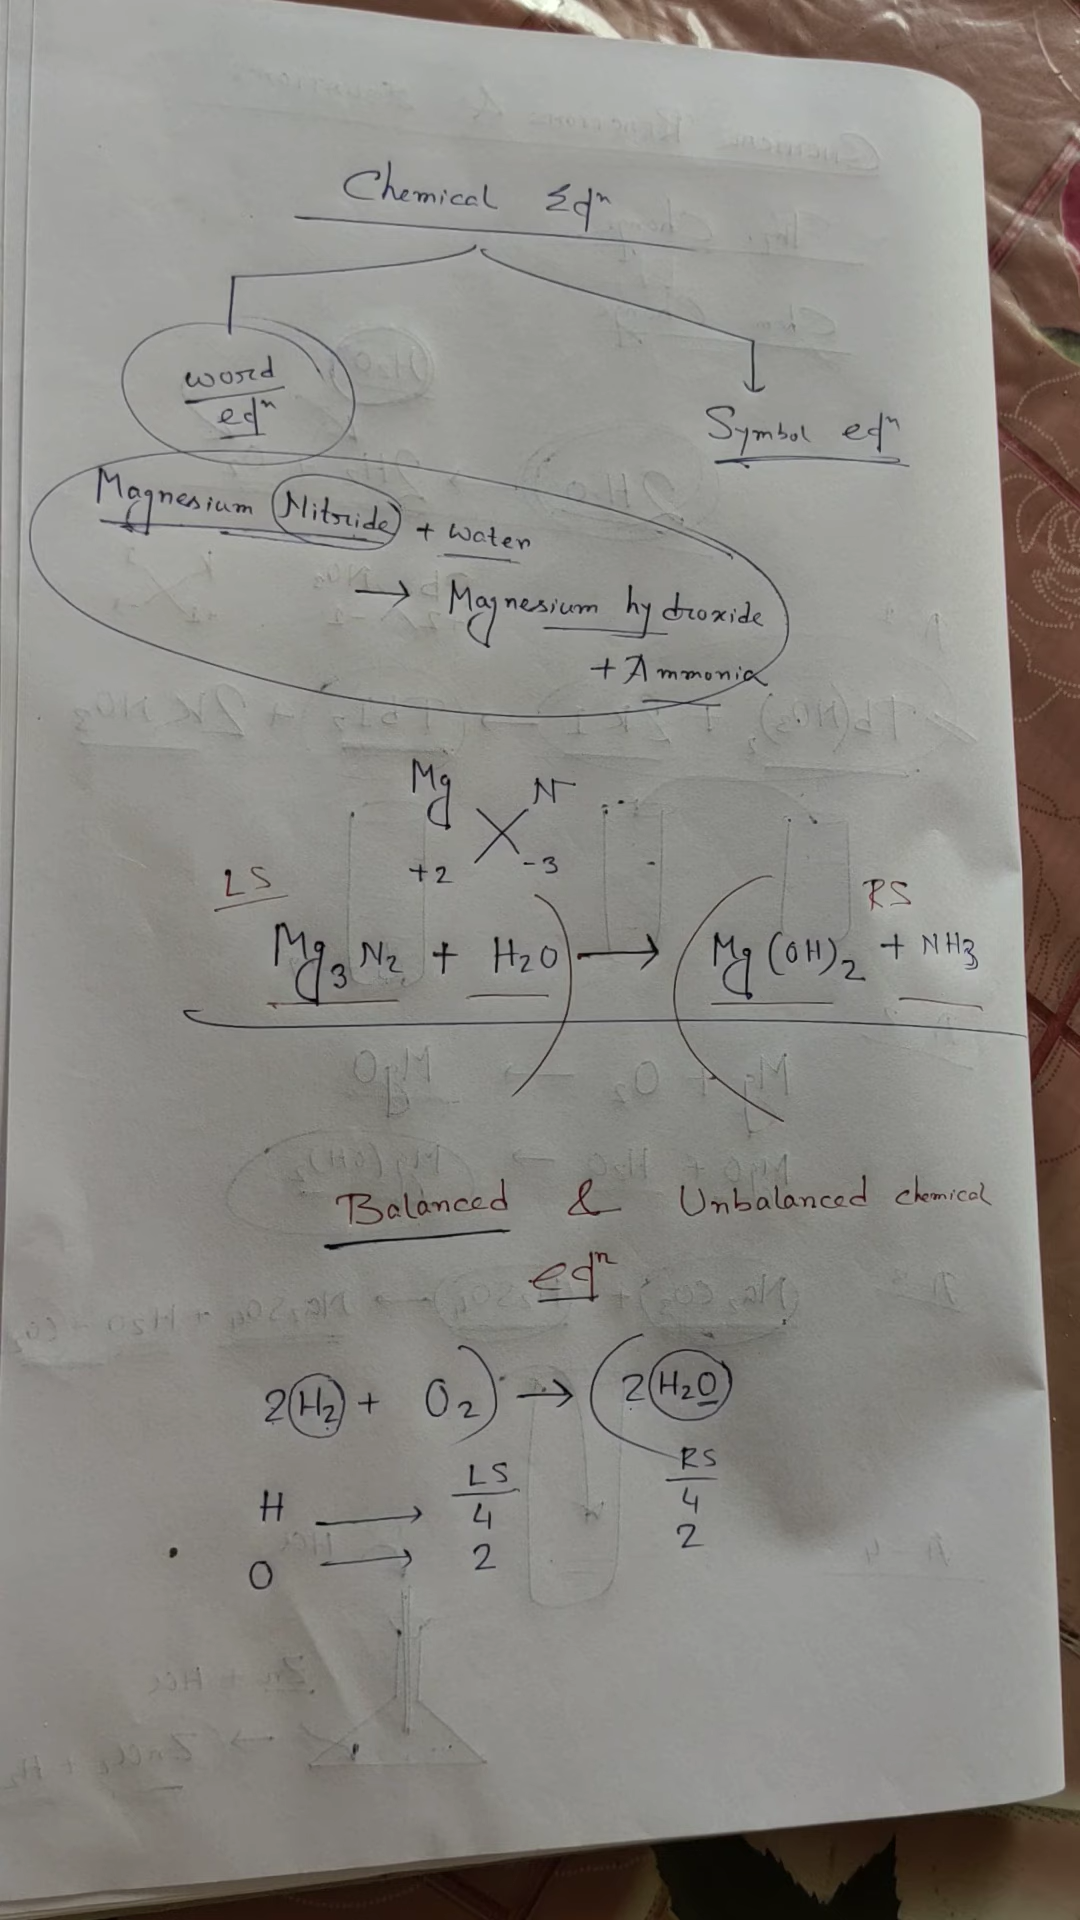 Chemical Eqⁿ
word
eqⁿ
Symbol eqⁿ
Magnesium Nitride + water
→ Magnesium hydroxide
+ Ammonia
Mg N
+2 -3
LS RS
Mg₃N₂ + H₂O → Mg(OH)₂ + NH₃
Balanced & Unbalanced chemical
eqⁿ
2H₂ + O₂ → 2H₂O
LS RS
H → 4 4
O → 2 2